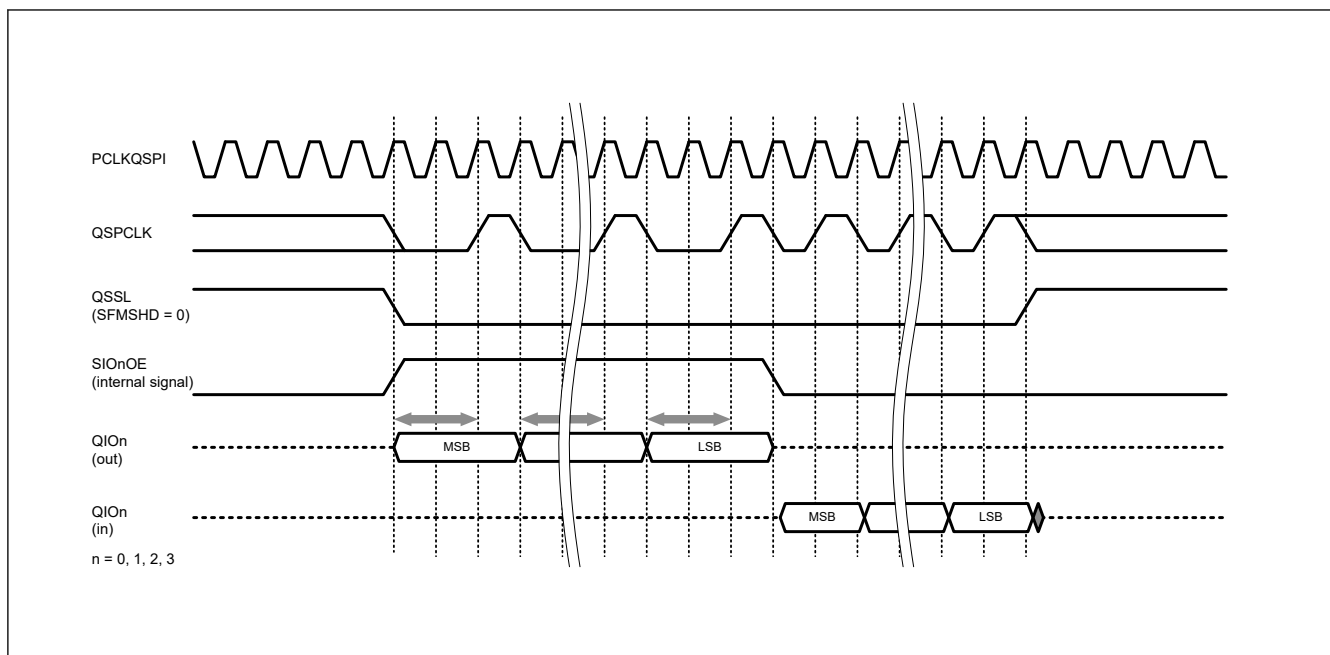 PCLKQSPI
QSPCLK
QSSL
(SFMSHD = 0)
SIOnOE
(internal signal)
QIOn
(out)
MSB
LSB
QIOn
(in)
MSB
LSB
n = 0, 1, 2, 3